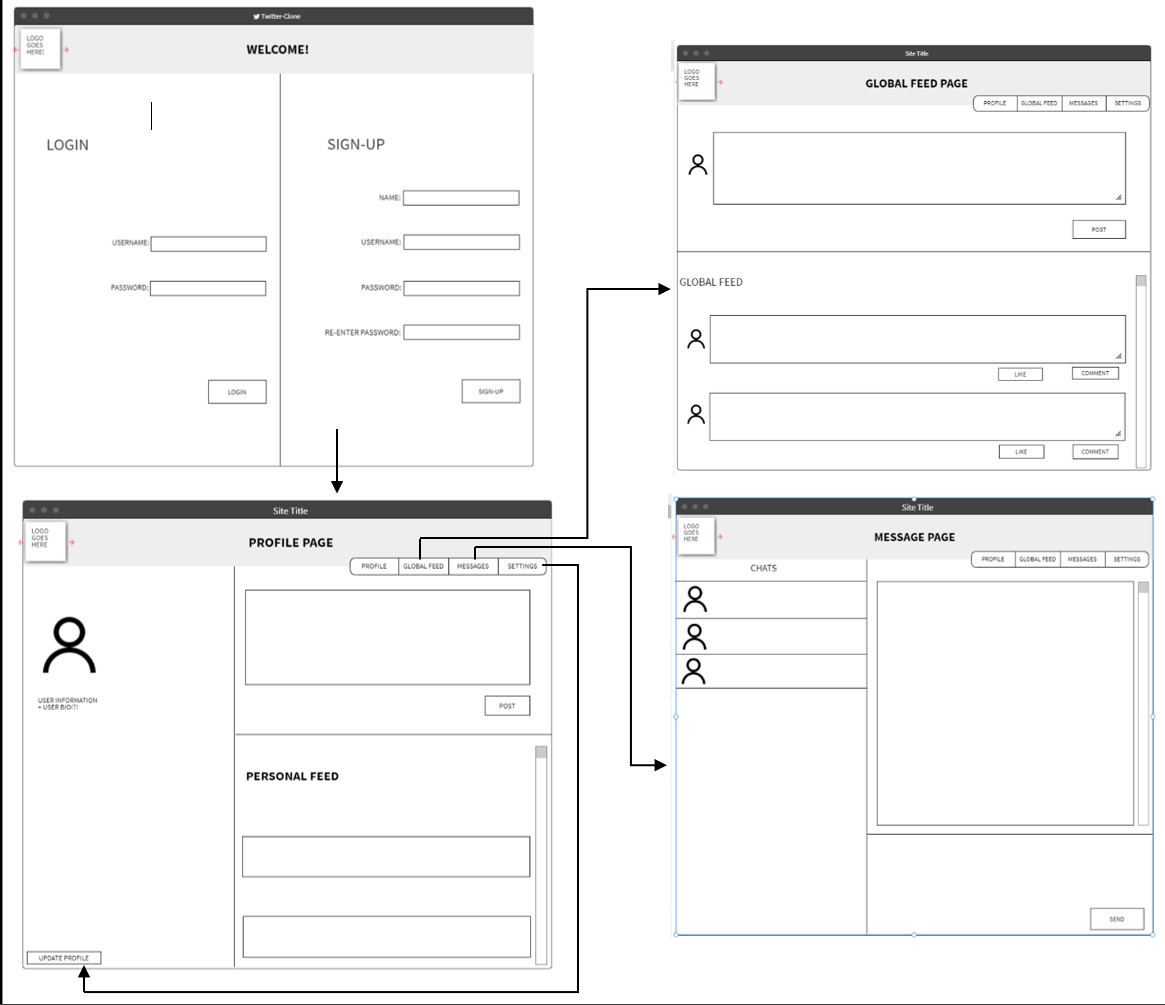 Twitter-Clone
LOGO
GOES
HERE!
WELCOME!
LOGIN
USERNAME:
PASSWORD:
LOGIN
SIGN-UP
NAME:
USERNAME:
PASSWORD:
RE-ENTER PASSWORD:
SIGN-UP
Site Title
LOGO
GOES
HERE
GLOBAL FEED PAGE
PROFILE GLOBAL FEED MESSAGES SETTINGS
POST
GLOBAL FEED
LIKE COMMENT
LIKE COMMENT
Site Title
LOGO
GOES
HERE
PROFILE PAGE
PROFILE GLOBAL FEED MESSAGES SETTINGS
USER INFORMATION
+ USER BIO(?)
POST
PERSONAL FEED
UPDATE PROFILE
Site Title
LOGO
GOES
HERE
MESSAGE PAGE
PROFILE GLOBAL FEED MESSAGES SETTINGS
CHATS
SEND